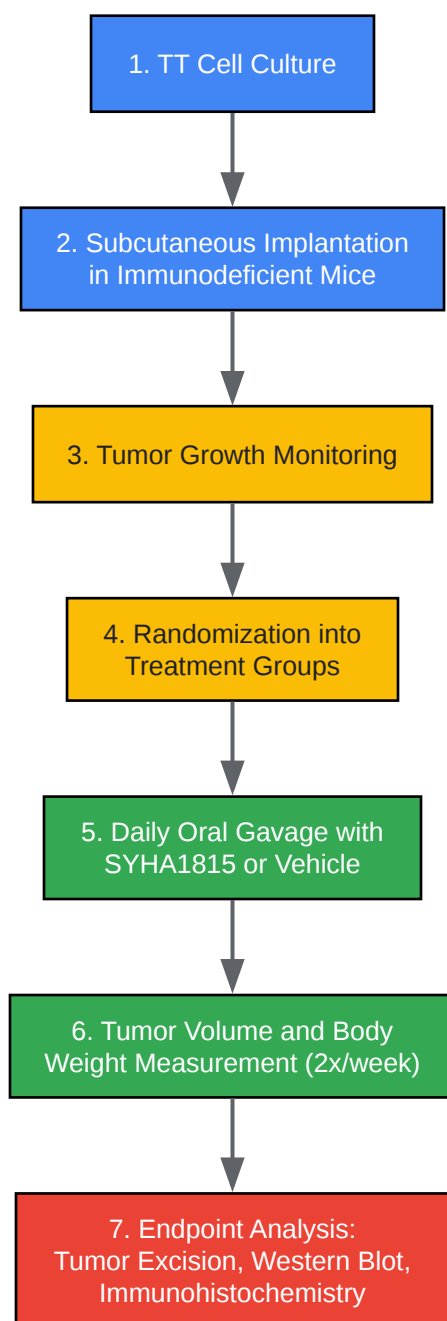 1. TT Cell Culture
2. Subcutaneous Implantation
in Immunodeficient Mice
3. Tumor Growth Monitoring
4. Randomization into
Treatment Groups
5. Daily Oral Gavage with
SYHA1815 or Vehicle
6. Tumor Volume and Body
Weight Measurement (2x/week)
7. Endpoint Analysis:
Tumor Excision, Western Blot,
Immunohistochemistry